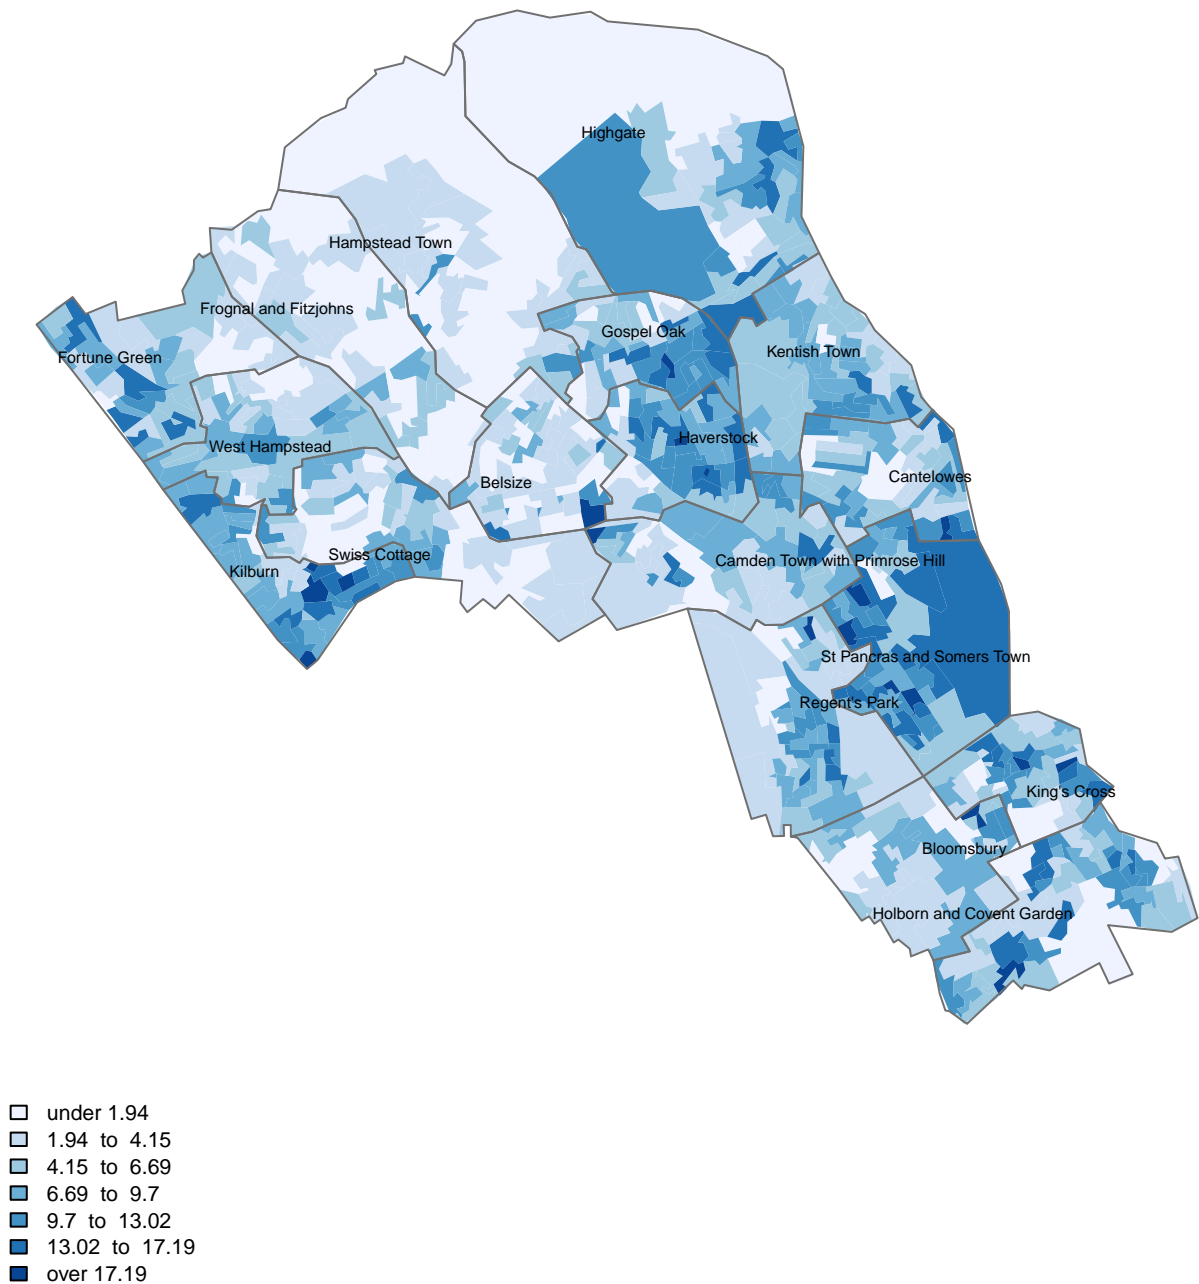 Highgate
Hampstead Town
Frognal and Fitzjohns
Gospel Oak
Kentish Town
Fortune Green
Haverstock
West Hampstead
Cantelowes
Belsize
Swiss Cottage
Camden Town with Primrose Hill
Kilburn
St Pancras and Somers Town
Regent's Park
King's Cross
Bloomsbury
Holborn and Covent Garden
under 1.94
1.94 to 4.15
4.15 to 6.69
6.69 to 9.7
9.7 to 13.02
13.02 to 17.19
over 17.19